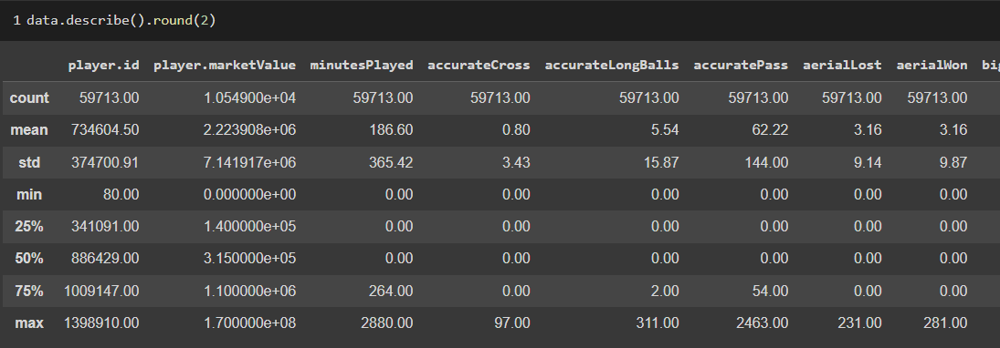 1 data.describe().round(2)
player.id player.marketValue minutesPlayed accurateCross accurateLongBalls accuratePass aerialLost aerialWon
count 59713.00 1.054900e+04 59713.00 59713.00 59713.00 59713.00 59713.00 59713.00
mean 734604.50 2.223908e+06 186.60 0.80 5.54 62.22 3.16 3.16
std 374700.91 7.141917e+06 365.42 3.43 15.87 144.00 9.14 9.87
min 80.00 0.000000e+00 0.00 0.00 0.00 0.00 0.00 0.00
25% 341091.00 1.400000e+05 0.00 0.00 0.00 0.00 0.00 0.00
50% 886429.00 3.150000e+05 0.00 0.00 0.00 0.00 0.00 0.00
75% 1009147.00 1.100000e+06 264.00 0.00 2.00 54.00 0.00 0.00
max 1398910.00 1.700000e+08 2880.00 97.00 311.00 2463.00 231.00 281.00